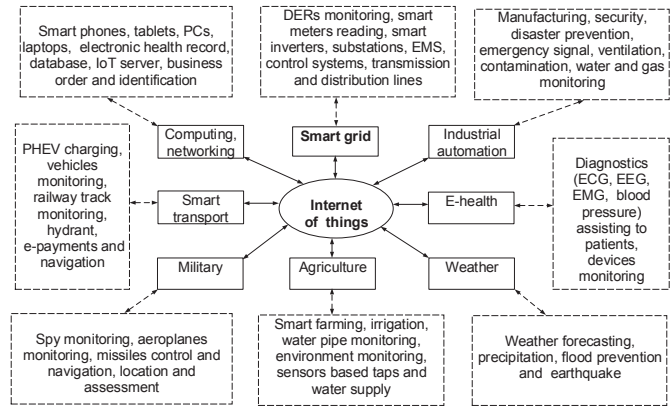 Smart phones, tablets, PCs,
laptops, electronic health record,
database, IoT server, business
order and identification
DERs monitoring, smart
meters reading, smart
inverters, substations, EMS,
control systems, transmission
and distribution lines
Manufacturing, security,
disaster prevention,
emergency signal, ventilation,
contamination, water and gas
monitoring
Computing,
networking
Smart grid
Industrial
automation
PHEV charging,
vehicles
monitoring,
railway track
monitoring,
hydrant,
e-payments and
navigation
Smart
transport
Internet
of things
E-health
Diagnostics
(ECG, EEG,
EMG, blood
pressure)
assisting to
patients,
devices
monitoring
Military
Agriculture
Weather
Spy monitoring, aeroplanes
monitoring, missiles control and
navigation, location and
assessment
Smart farming, irrigation,
water pipe monitoring,
environment monitoring,
sensors based taps and
water supply
Weather forecasting,
precipitation, flood prevention
and earthquake